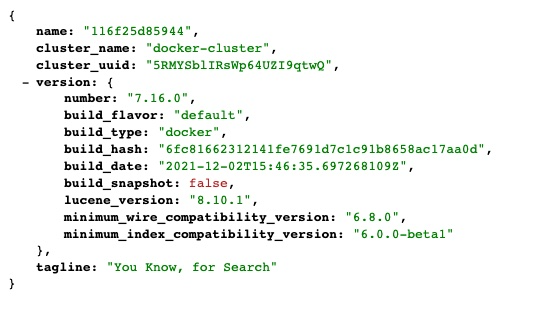 {
name: "116f25d85944",
cluster_name: "docker-cluster",
cluster_uuid: "5RMYSblIRsWp64UZI9qtwQ",
- version: {
number: "7.16.0",
build_flavor: "default",
build_type: "docker",
build_hash: "6fc81662312141fe7691d7c1c91b8658ac17aa0d",
build_date: "2021-12-02T15:46:35.697268109Z",
build_snapshot: false,
lucene_version: "8.10.1",
minimum_wire_compatibility_version: "6.8.0",
minimum_index_compatibility_version: "6.0.0-beta1"
},
tagline: "You Know, for Search"
}